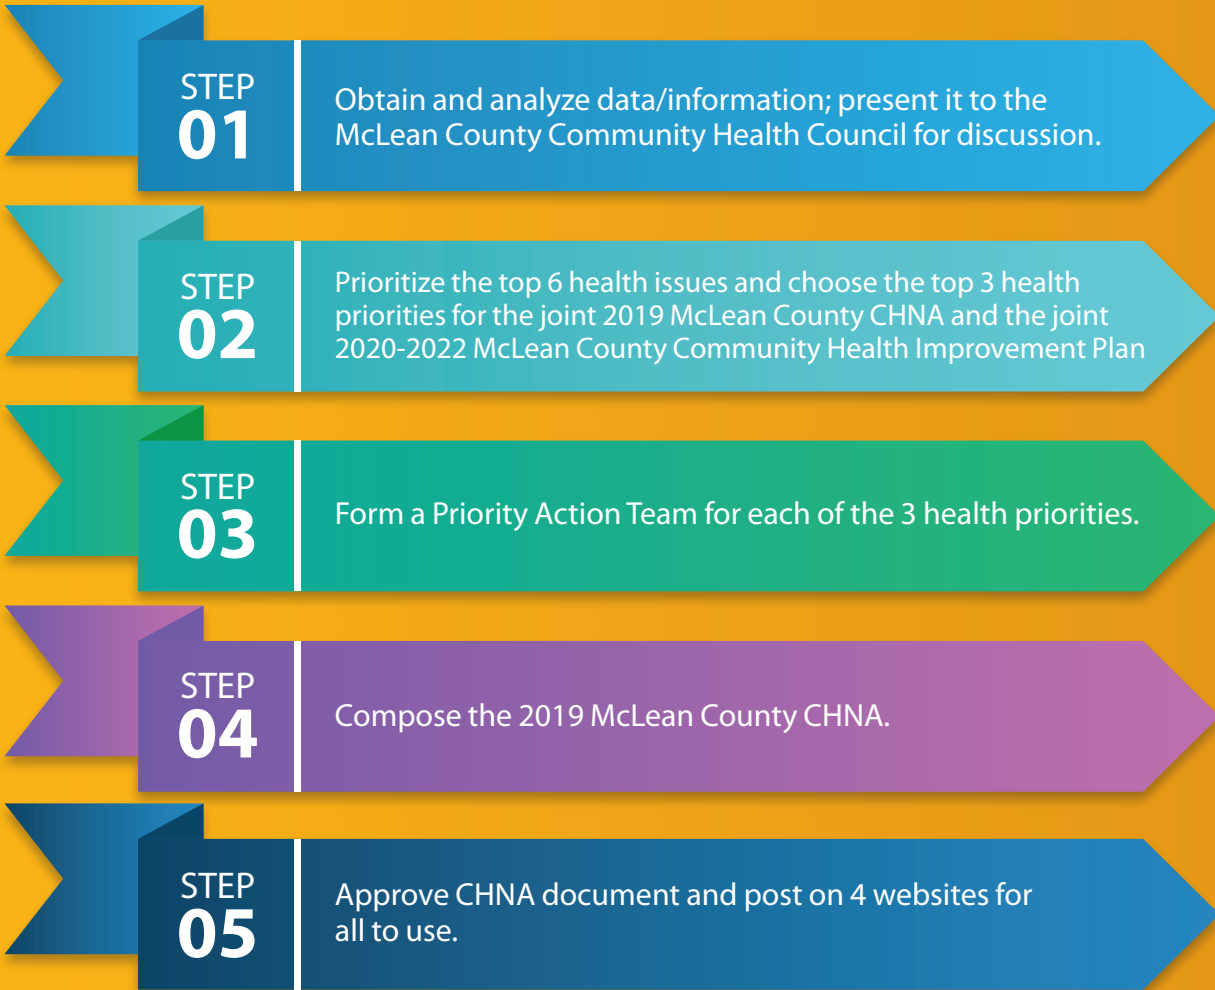 STEP
01
Obtain and analyze data/information; present it to the
McLean County Community Health Council for discussion.
STEP
02
Prioritize the top 6 health issues and choose the top 3 health
priorities for the joint 2019 McLean County CHNA and the joint
2020-2022 McLean County Community Health Improvement Plan
STEP
03
Form a Priority Action Team for each of the 3 health priorities.
STEP
04
Compose the 2019 McLean County CHNA.
STEP
05
Approve CHNA document and post on 4 websites for
all to use.